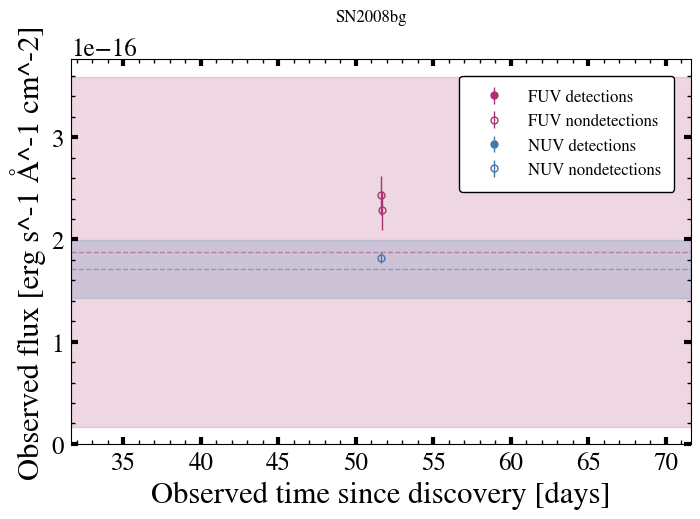 SN2008bg
1e−16
Observed flux [erg s^-1 Å^-1 cm^-2]
3
2
1
0
FUV detections
FUV nondetections
NUV detections
NUV nondetections
35 40 45 50 55 60 65 70
Observed time since discovery [days]